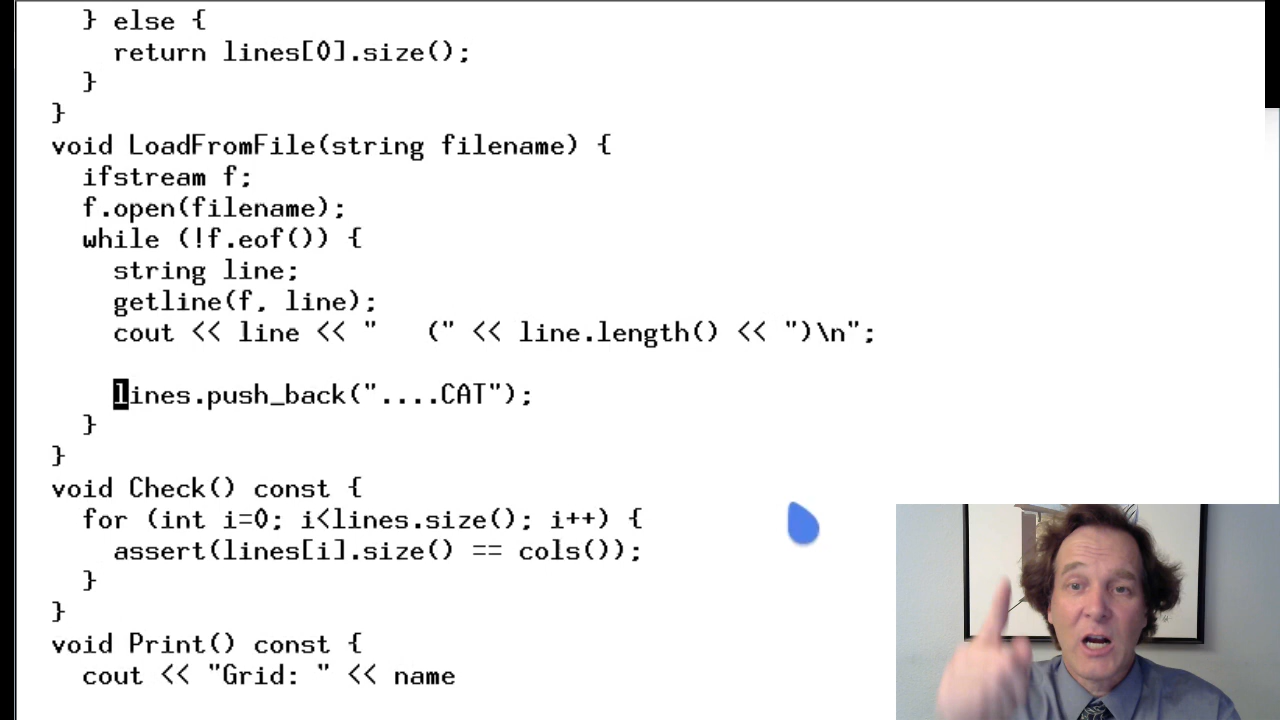 } else {
return lines[0].size();
}
}
void LoadFromFile(string filename) {
ifstream f;
f.open(filename);
while (!f.eof()) {
string line;
getline(f, line);
cout << line << "   (" << line.length() << ")\n";
lines.push_back("....CAT");
}
}
void Check() const {
for (int i=0; i<lines.size(); i++) {
assert(lines[i].size() == cols());
}
}
void Print() const {
cout << "Grid: " << name